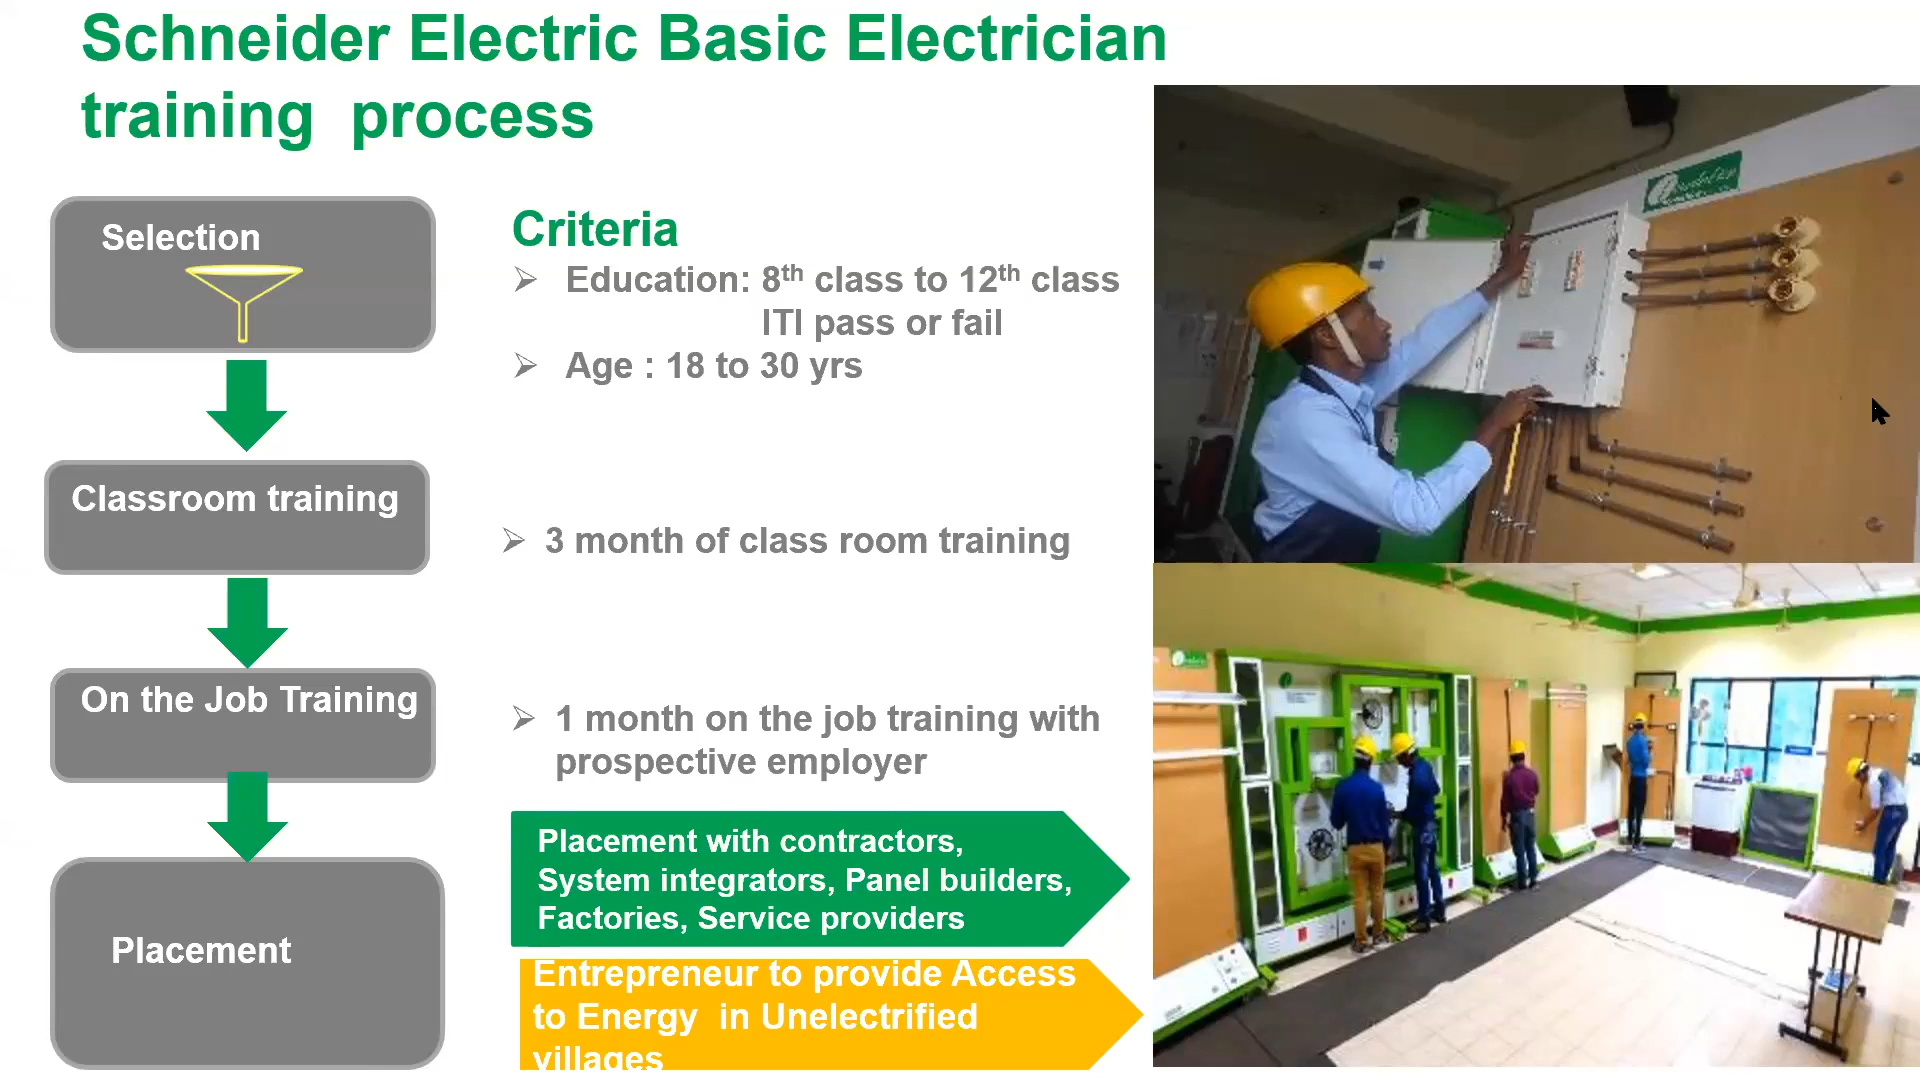 Schneider Electric Basic Electrician
training process
Selection
Criteria
➢ Education: 8th class to 12th class
ITI pass or fail
➢ Age : 18 to 30 yrs
Classroom training
➢ 3 month of class room training
On the Job Training
➢ 1 month on the job training with
prospective employer
Placement
Placement with contractors,
System integrators, Panel builders,
Factories, Service providers
Entrepreneur to provide Access
to Energy in Unelectrified
villages